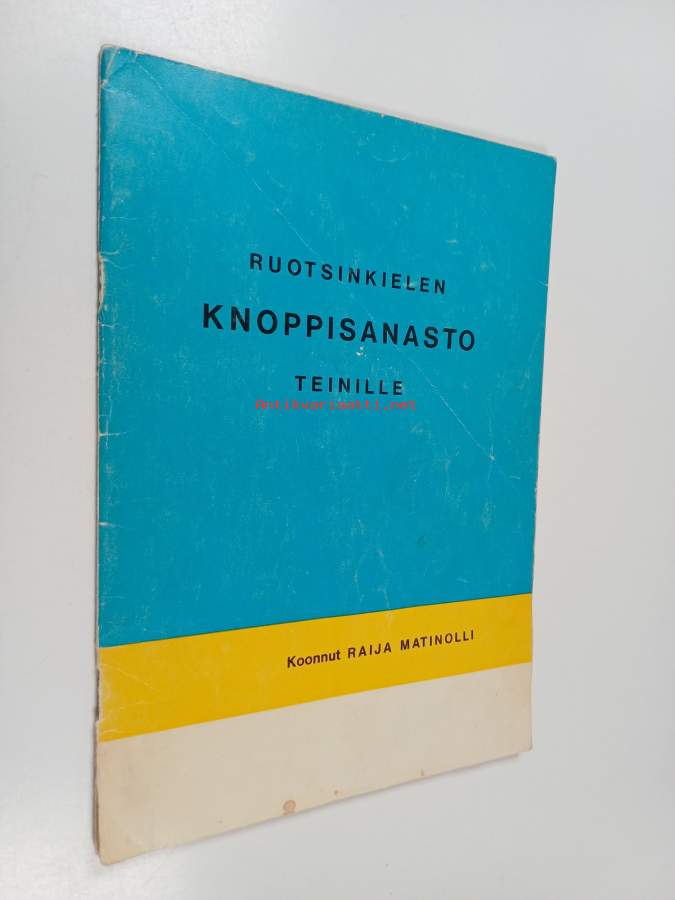 RUOTSINKIELEN
KNOPPISANASTO
TEINILLE
Antikvariaatti.net
Koonnut RAIJA MATINOLLI